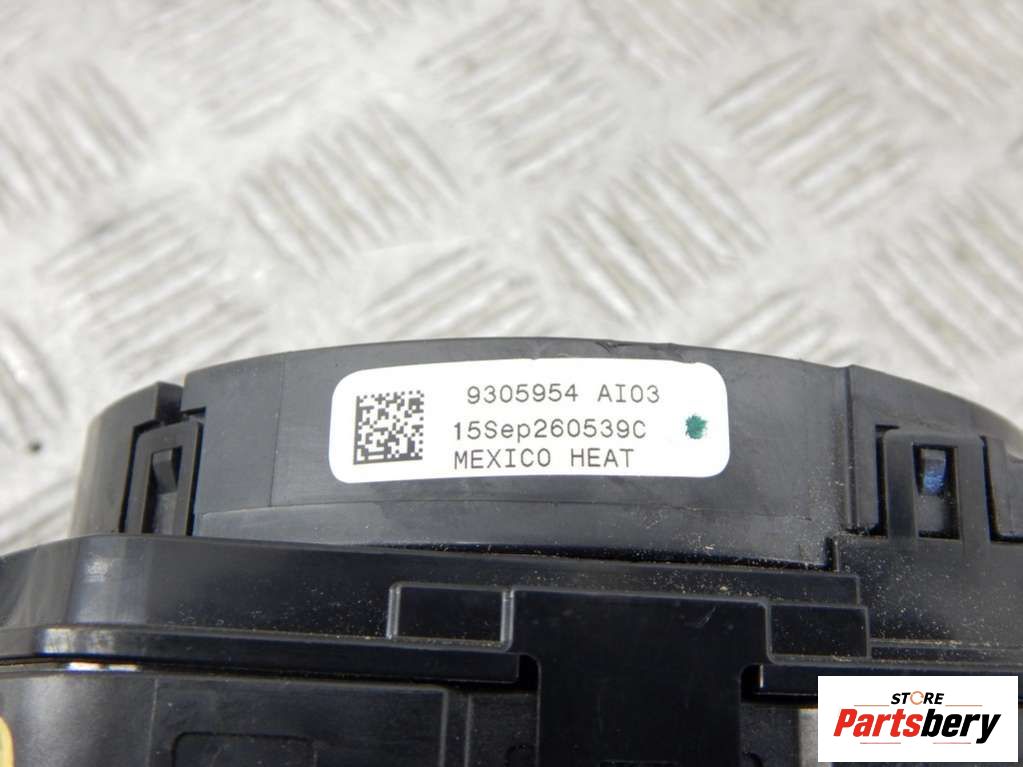 9305954 AI03
15Sep260539C
MEXICO HEAT
STORE
Partsbery